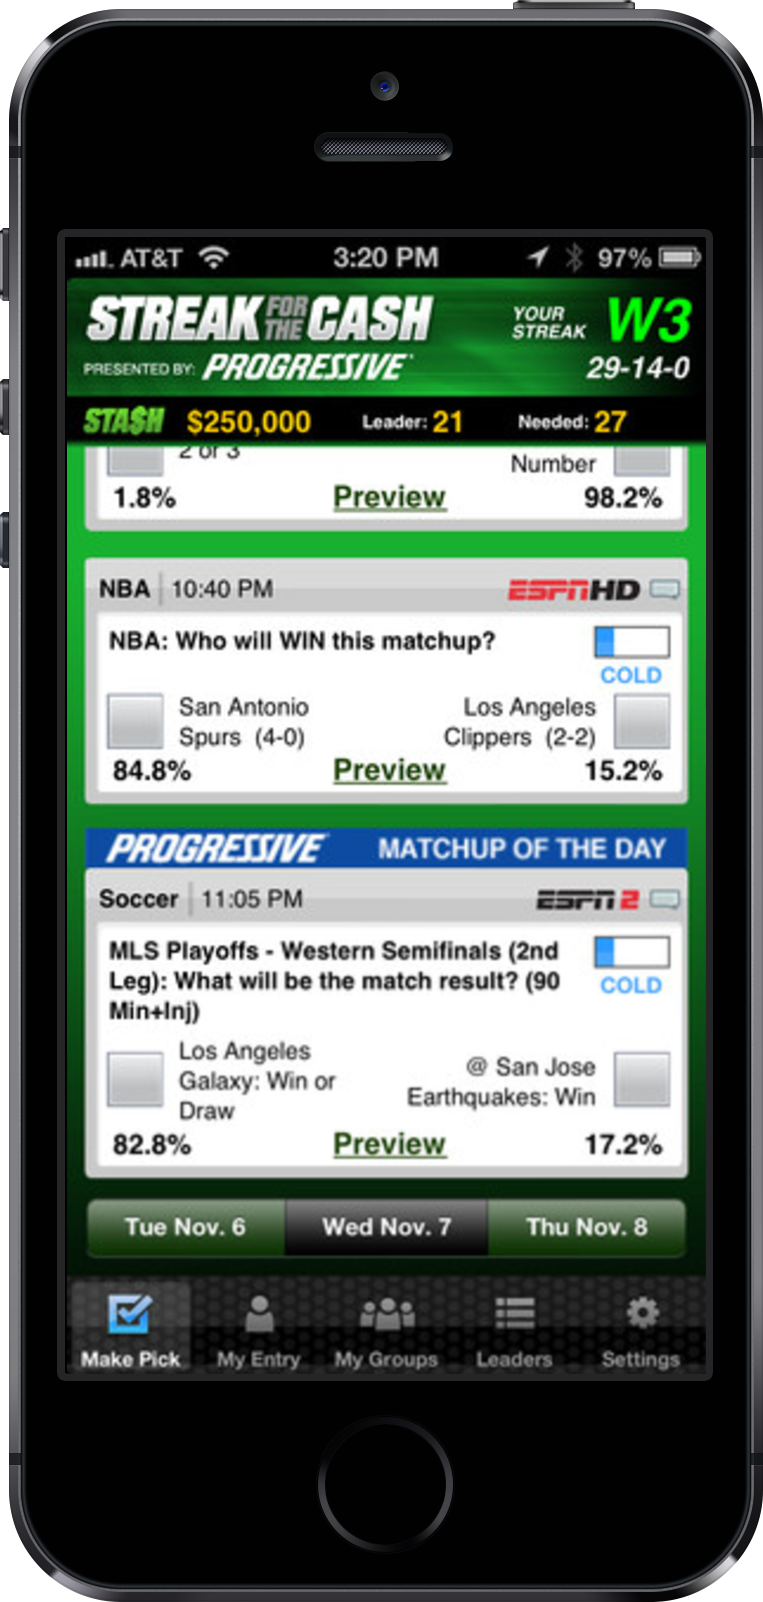 AT&T 3:20 PM 97%
STREAK FOR THE CASH YOUR STREAK W3
PRESENTED BY: PROGRESSIVE 29-14-0
STA$H $250,000 Leader: 21 Needed: 27
2 or 3 Number
1.8% Preview 98.2%
NBA 10:40 PM ESPN HD
NBA: Who will WIN this matchup?
COLD
San Antonio Los Angeles
Spurs (4-0) Clippers (2-2)
84.8% Preview 15.2%
PROGRESSIVE MATCHUP OF THE DAY
Soccer 11:05 PM ESPN 2
MLS Playoffs - Western Semifinals (2nd
Leg): What will be the match result? (90
Min+Inj)
COLD
Los Angeles
Galaxy: Win or
Draw
@ San Jose
Earthquakes: Win
82.8% Preview 17.2%
Tue Nov. 6 Wed Nov. 7 Thu Nov. 8
Make Pick My Entry My Groups Leaders Settings